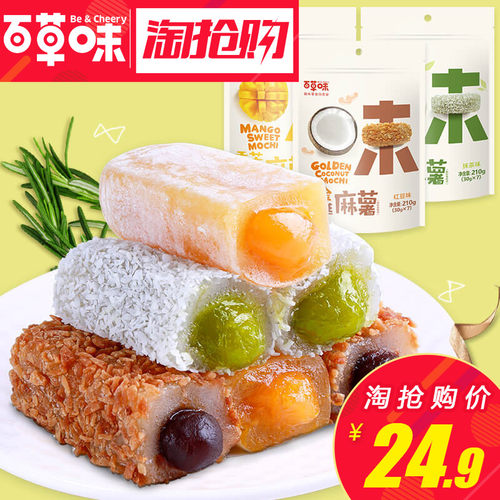 Be & Cheery
百草味
淘抢购
百草味
MANGO
SWEET
MOCHI
GOLDEN
COCONUT
MOCHI
麻薯
红豆味
净含量: 210g
(30g×7)
抹茶味
净含量: 210g
(30g×7)
淘抢购价
¥24.9